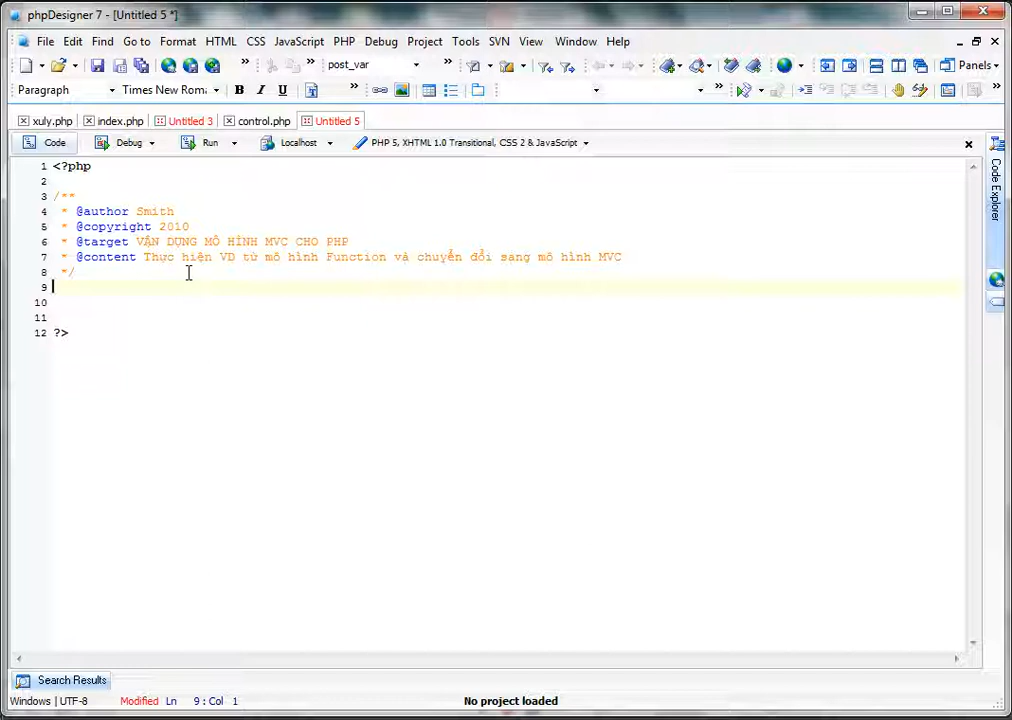 phpDesigner 7 - [Untitled 5 *]
File Edit Find Go to Format HTML CSS JavaScript PHP Debug Project Tools SVN View Window Help
post_var Panels
Paragraph Times New Roma B I U
xuly.php index.php Untitled 3 control.php Untitled 5
Code Debug Run Localhost PHP 5, XHTML 1.0 Transitional, CSS 2 & JavaScript
1 <?php
2
3 /**
4 * @author Smith
5 * @copyright 2010
6 * @target VẬN DỤNG MÔ HÌNH MVC CHO PHP
7 * @content Thực hiện VD từ mô hình Function và chuyển đổi sang mô hình MVC
8 */
9
10
11
12 ?>
Code Explorer
Search Results
Windows | UTF-8 Modified Ln 9 : Col 1 No project loaded